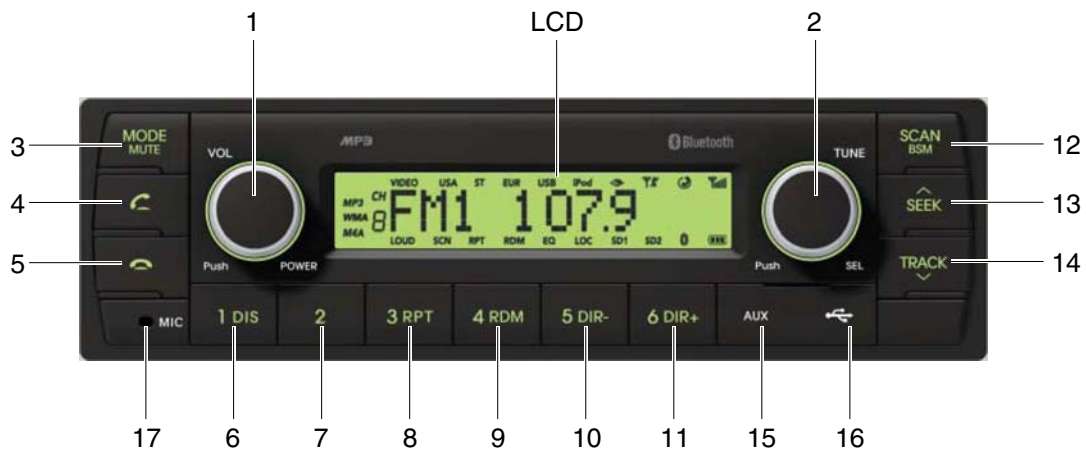 1 LCD 2
MP3 Bluetooth
3 MODE MUTE VOL TUNE SCAN BSM 12
VIDEO USA ST EUR USB iPod
4 MP3 CH FM1 107.9 SEEK 13
WMA 8
M4A
LOUD SCN RPT RDM EQ LOC SD1 SD2
5 Push POWER Push SEL TRACK 14
MIC 1 DIS 2 3 RPT 4 RDM 5 DIR- 6 DIR+ AUX
17 6 7 8 9 10 11 15 16